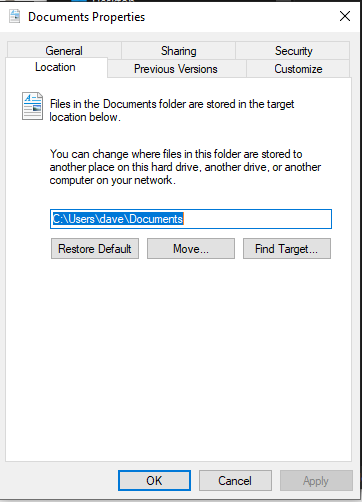 Documents Properties
General Sharing Security
Location Previous Versions Customize
Files in the Documents folder are stored in the target
location below.
You can change where files in this folder are stored to
another place on this hard drive, another drive, or another
computer on your network.
C:\Users\dave\Documents
Restore Default Move... Find Target...
OK Cancel Apply